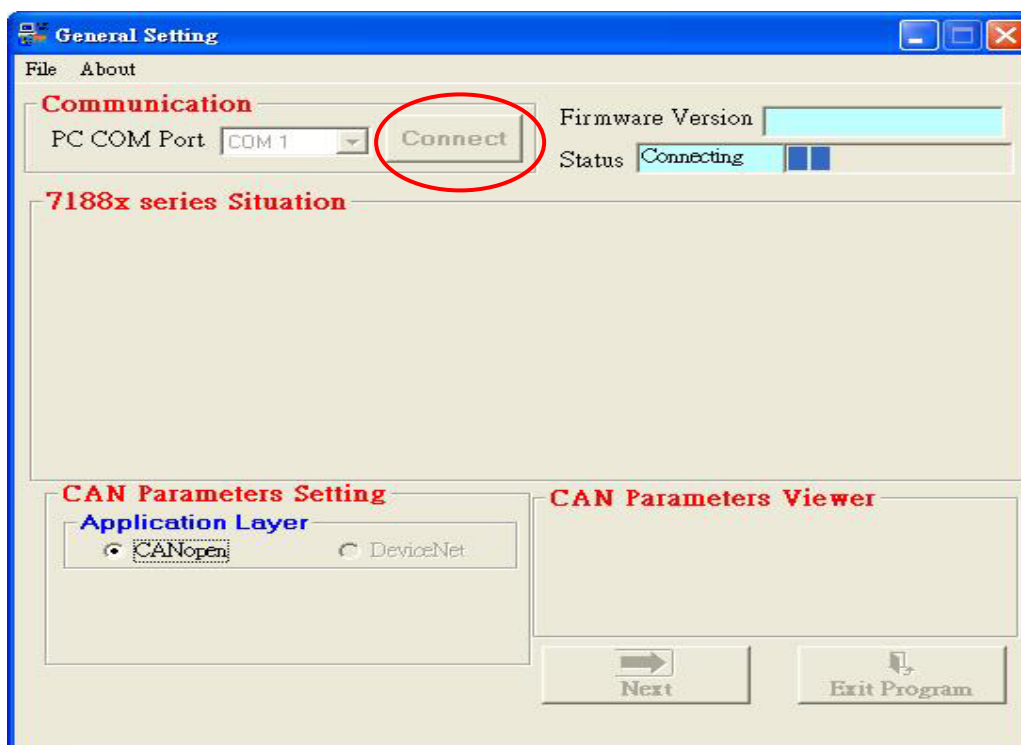 General Setting
File About
Communication
PC COM Port COM 1 Connect
Firmware Version
Status Connecting
7188x series Situation
CAN Parameters Setting
Application Layer
CANopen DeviceNet
CAN Parameters Viewer
Next
Exit Program